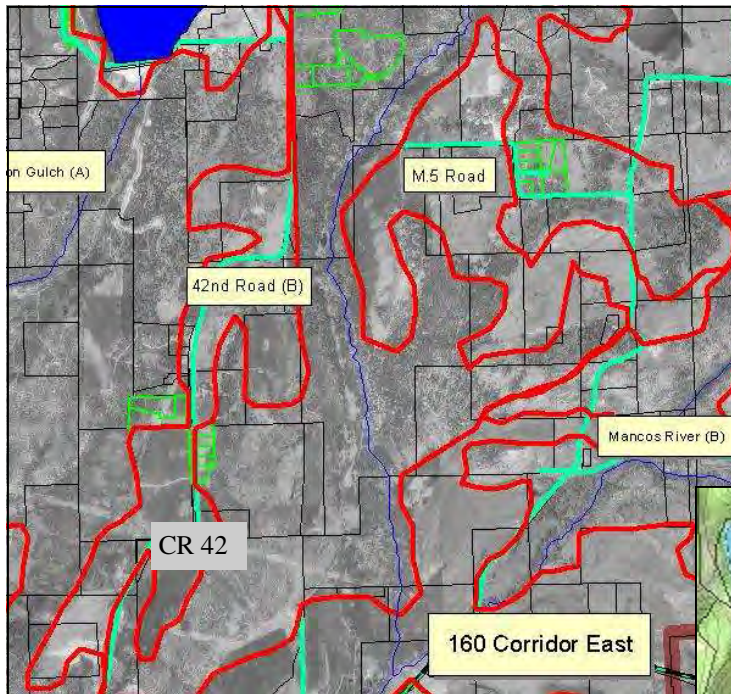 on Gulch (A)
M.5 Road
42nd Road (B)
Mancos River (B)
CR 42
160 Corridor East